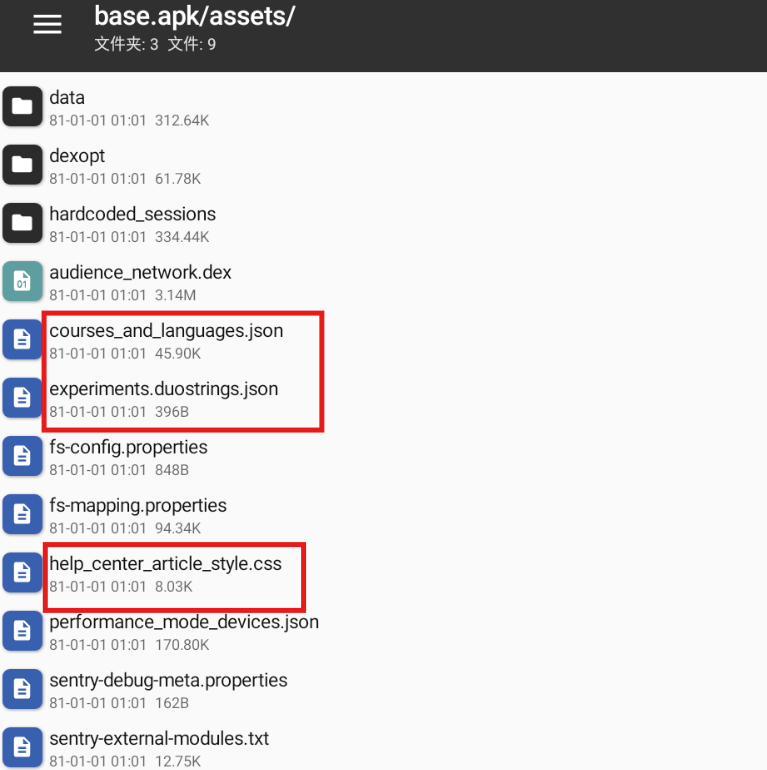 base.apk/assets/
文件夹: 3 文件: 9
data
81-01-01 01:01 312.64K
dexopt
81-01-01 01:01 61.78K
hardcoded_sessions
81-01-01 01:01 334.44K
audience_network.dex
81-01-01 01:01 3.14M
courses_and_languages.json
81-01-01 01:01 45.90K
experiments.duostrings.json
81-01-01 01:01 396B
fs-config.properties
81-01-01 01:01 848B
fs-mapping.properties
81-01-01 01:01 94.34K
help_center_article_style.css
81-01-01 01:01 8.03K
performance_mode_devices.json
81-01-01 01:01 170.80K
sentry-debug-meta.properties
81-01-01 01:01 162B
sentry-external-modules.txt
81-01-01 01:01 12.75K